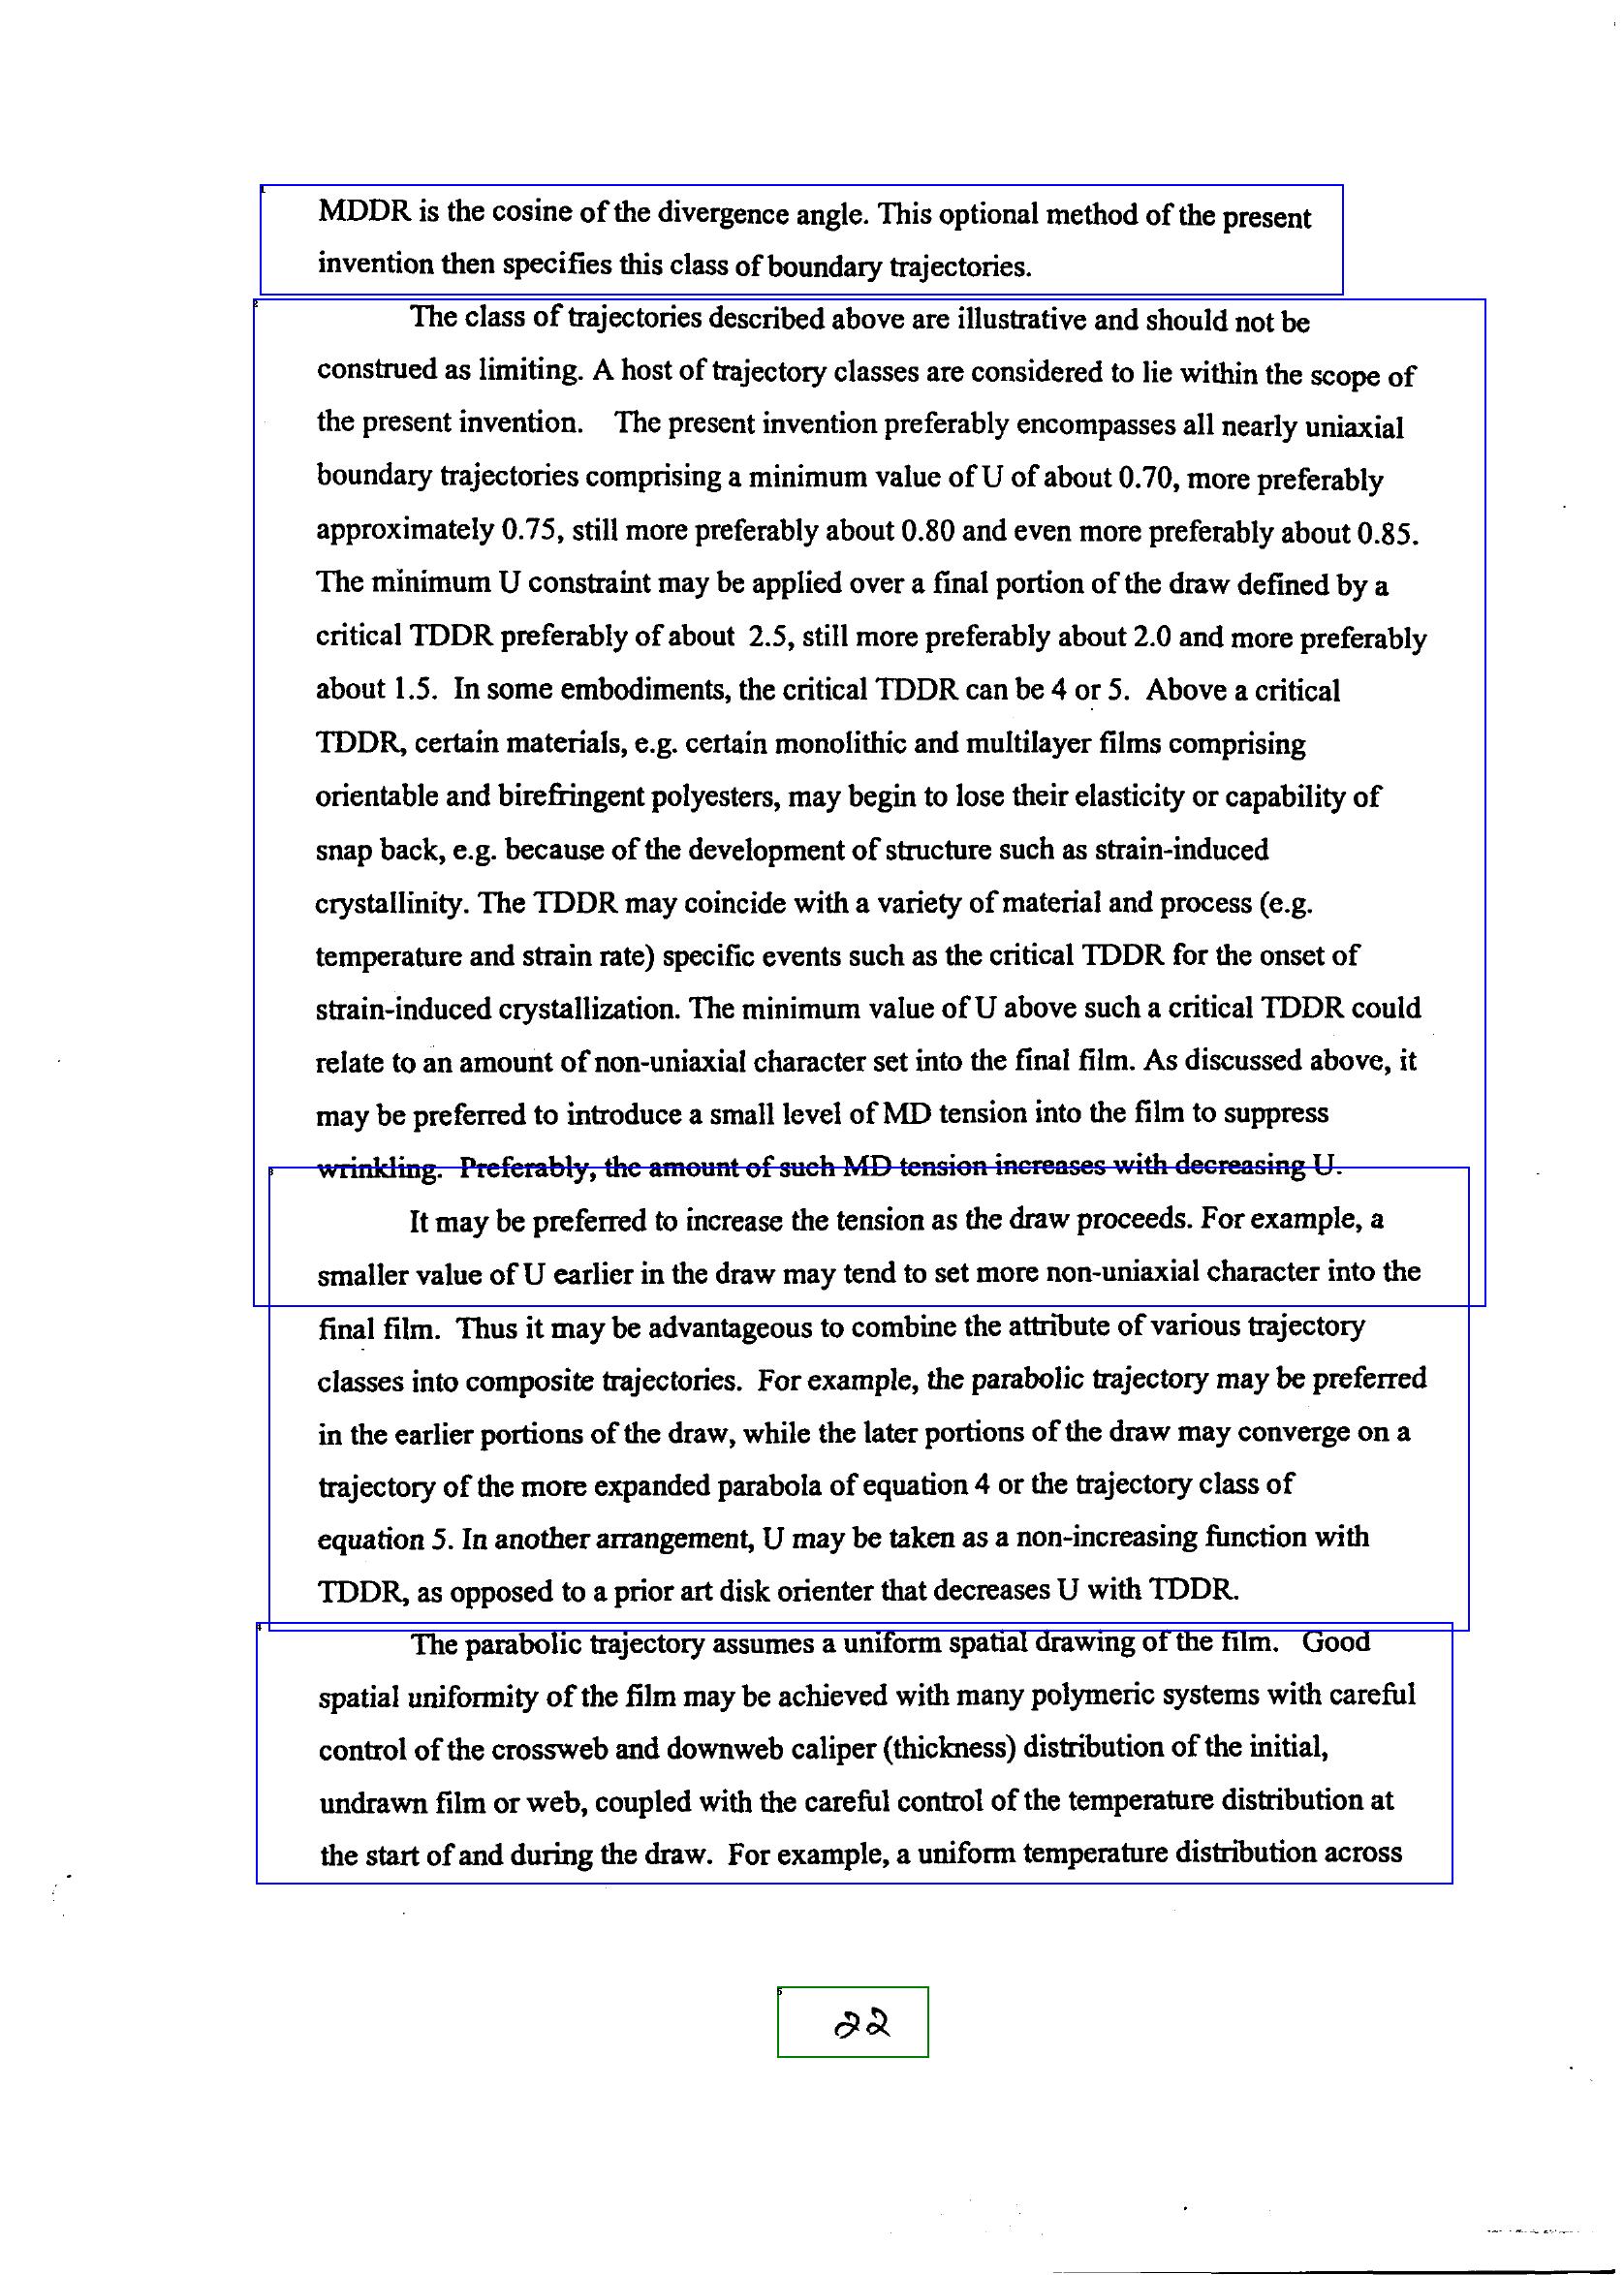 MDDR is the cosine of the divergence angle. This optional method of the present
invention then specifies this class of boundary trajectories.
The class of trajectories described above are illustrative and should not be
construed as limiting. A host of trajectory classes are considered to lie within the scope of
the present invention. The present invention preferably encompasses all nearly uniaxial
boundary trajectories comprising a minimum value of U of about 0.70, more preferably
approximately 0.75, still more preferably about 0.80 and even more preferably about 0.85.
The minimum U constraint may be applied over a final portion of the draw defined by a
critical TDDR preferably of about 2.5, still more preferably about 2.0 and more preferably
about 1.5. In some embodiments, the critical TDDR can be 4 or 5. Above a critical
TDDR, certain materials, e.g. certain monolithic and multilayer films comprising
orientable and birefringent polyesters, may begin to lose their elasticity or capability of
snap back, e.g. because of the development of structure such as strain-induced
crystallinity. The TDDR may coincide with a variety of material and process (e.g.
temperature and strain rate) specific events such as the critical TDDR for the onset of
strain-induced crystallization. The minimum value of U above such a critical TDDR could
relate to an amount of non-uniaxial character set into the final film. As discussed above, it
may be preferred to introduce a small level of MD tension into the film to suppress
wrinkling. Preferably, the amount of such MD tension increases with decreasing U.
It may be preferred to increase the tension as the draw proceeds. For example, a
smaller value of U earlier in the draw may tend to set more non-uniaxial character into the
final film. Thus it may be advantageous to combine the attribute of various trajectory
classes into composite trajectories. For example, the parabolic trajectory may be preferred
in the earlier portions of the draw, while the later portions of the draw may converge on a
trajectory of the more expanded parabola of equation 4 or the trajectory class of
equation 5. In another arrangement, U may be taken as a non-increasing function with
TDDR, as opposed to a prior art disk orienter that decreases U with TDDR.
The parabolic trajectory assumes a uniform spatial drawing of the film. Good
spatial uniformity of the film may be achieved with many polymeric systems with careful
control of the crossweb and downweb caliper (thickness) distribution of the initial,
undrawn film or web, coupled with the careful control of the temperature distribution at
the start of and during the draw. For example, a uniform temperature distribution across
22